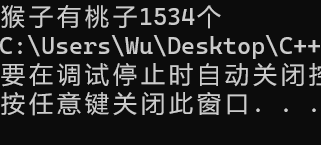 猴子有桃子1534个
C:\Users\Wu\Desktop\C++
要在调试停止时自动关闭控
按任意键关闭此窗口. . .